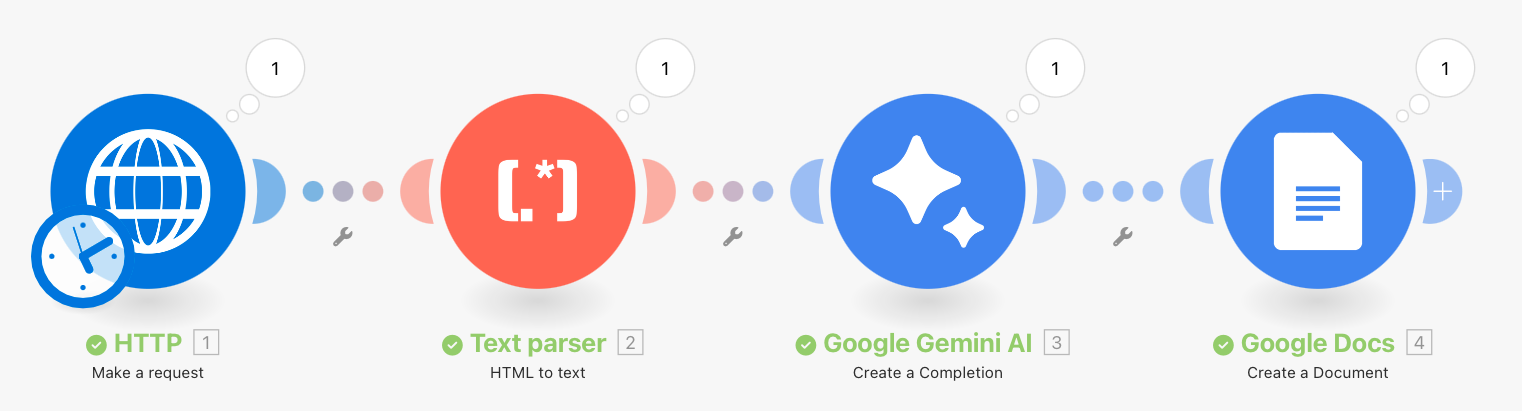 1
1
1
1
[.*]
HTTP 1
Make a request
Text parser 2
HTML to text
Google Gemini AI 3
Create a Completion
Google Docs 4
Create a Document